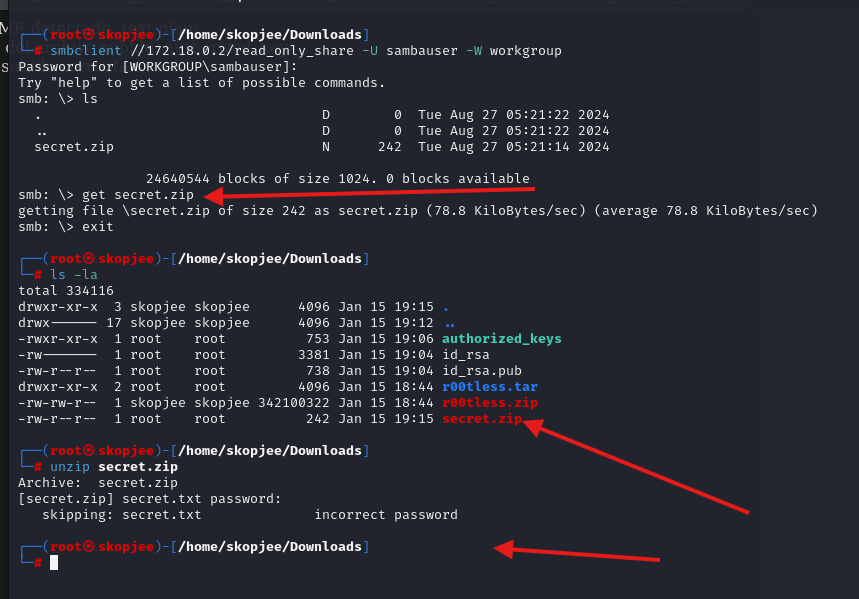 ┌──(root㉿skopjee)-[/home/skopjee/Downloads]
└─# smbclient //172.18.0.2/read_only_share -U sambauser -W workgroup
Password for [WORKGROUP\sambauser]:
Try "help" to get a list of possible commands.
smb: \> ls
  .                                   D        0  Tue Aug 27 05:21:22 2024
  ..                                  D        0  Tue Aug 27 05:21:22 2024
  secret.zip                          N      242  Tue Aug 27 05:21:14 2024
                24640544 blocks of size 1024. 0 blocks available
smb: \> get secret.zip
getting file \secret.zip of size 242 as secret.zip (78.8 KiloBytes/sec) (average 78.8 KiloBytes/sec)
smb: \> exit
┌──(root㉿skopjee)-[/home/skopjee/Downloads]
└─# ls -la
total 334116
drwxr-xr-x  3 skopjee skopjee      4096 Jan 15 19:15 .
drwx------ 17 skopjee skopjee      4096 Jan 15 19:12 ..
-rwxr-xr-x  1 root    root          753 Jan 15 19:06 authorized_keys
-rw-------  1 root    root         3381 Jan 15 19:04 id_rsa
-rw-r--r--  1 root    root          738 Jan 15 19:04 id_rsa.pub
drwxr-xr-x  2 root    root         4096 Jan 15 18:44 r00tless.tar
-rw-rw-r--  1 skopjee skopjee 342100322 Jan 15 18:44 r00tless.zip
-rw-r--r--  1 root    root          242 Jan 15 19:15 secret.zip
┌──(root㉿skopjee)-[/home/skopjee/Downloads]
└─# unzip secret.zip
Archive:  secret.zip
[secret.zip] secret.txt password:
   skipping: secret.txt              incorrect password
┌──(root㉿skopjee)-[/home/skopjee/Downloads]
└─#